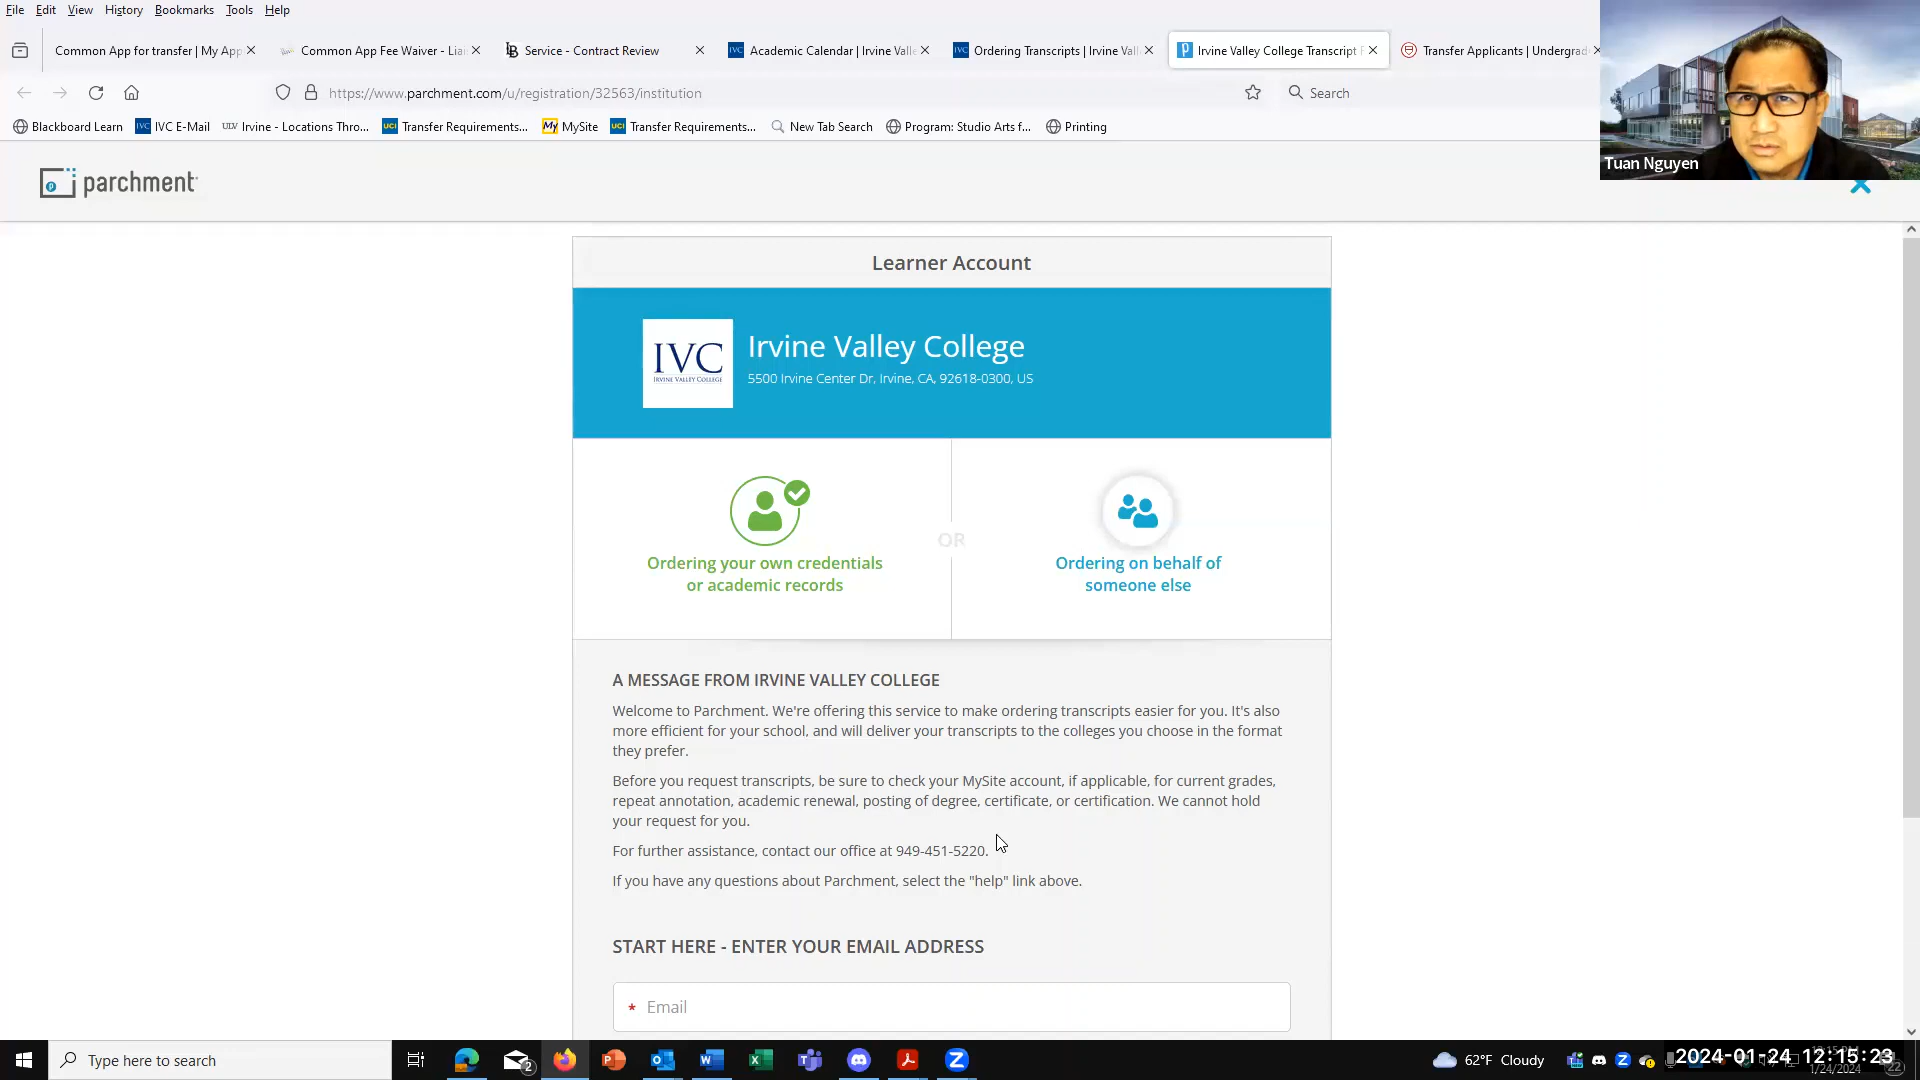 File Edit View History Bookmarks Tools Help
Common App for transfer | My App
Common App Fee Waiver - Lia
Service - Contract Review
Academic Calendar | Irvine Valle
Ordering Transcripts | Irvine Val
Irvine Valley College Transcript
Transfer Applicants | Undergrad
https://www.parchment.com/u/registration/32563/institution
Search
Blackboard Learn IVC E-Mail Irvine - Locations Thro... Transfer Requirements... MySite Transfer Requirements... New Tab Search Program: Studio Arts f... Printing
Tuan Nguyen
parchment
Learner Account
IVC
IRVINE VALLEY COLLEGE
Irvine Valley College
5500 Irvine Center Dr, Irvine, CA, 92618-0300, US
Ordering your own credentials
or academic records
OR
Ordering on behalf of
someone else
A MESSAGE FROM IRVINE VALLEY COLLEGE
Welcome to Parchment. We're offering this service to make ordering transcripts easier for you. It's also
more efficient for your school, and will deliver your transcripts to the colleges you choose in the format
they prefer.
Before you request transcripts, be sure to check your MySite account, if applicable, for current grades,
repeat annotation, academic renewal, posting of degree, certificate, or certification. We cannot hold
your request for you.
For further assistance, contact our office at 949-451-5220.
If you have any questions about Parchment, select the "help" link above.
START HERE - ENTER YOUR EMAIL ADDRESS
* Email
Type here to search
62°F Cloudy
2024-01-24 12:15:23
1/24/2024